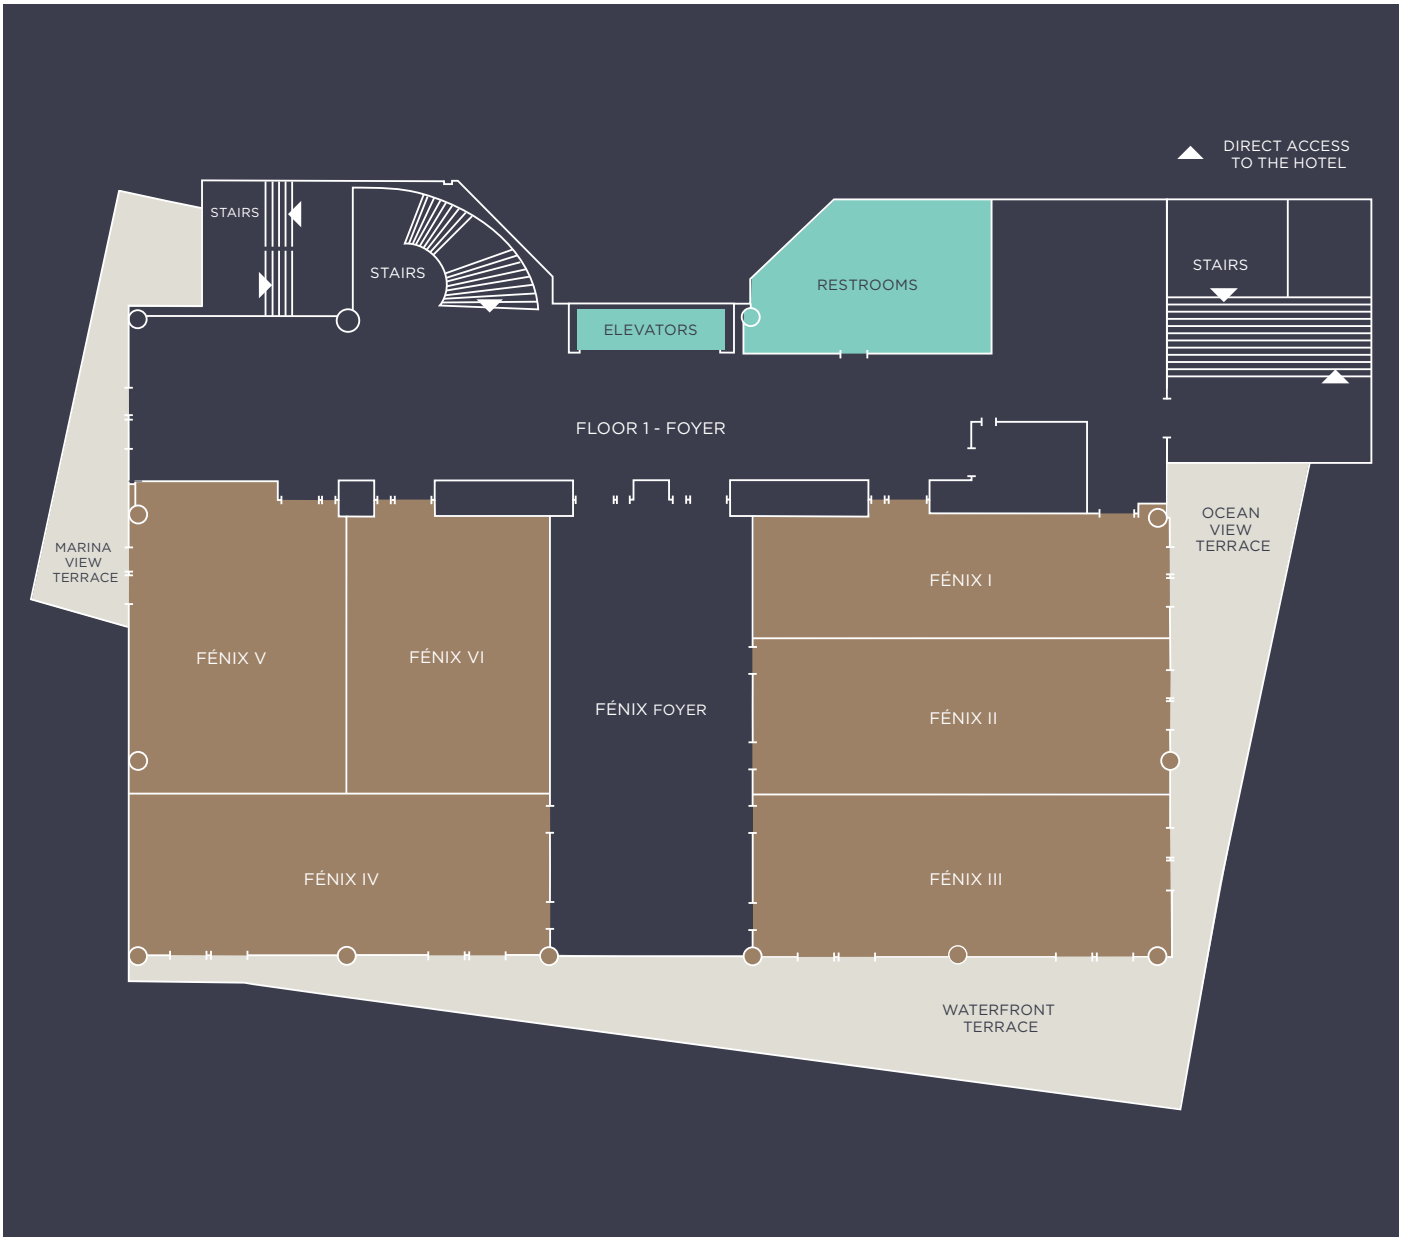 DIRECT ACCESS
TO THE HOTEL
STAIRS
STAIRS
STAIRS
RESTROOMS
ELEVATORS
FLOOR 1 - FOYER
OCEAN
VIEW
TERRACE
MARINA
VIEW
TERRACE
FÉNIX I
FÉNIX V
FÉNIX VI
FÉNIX FOYER
FÉNIX II
FÉNIX IV
FÉNIX III
WATERFRONT
TERRACE